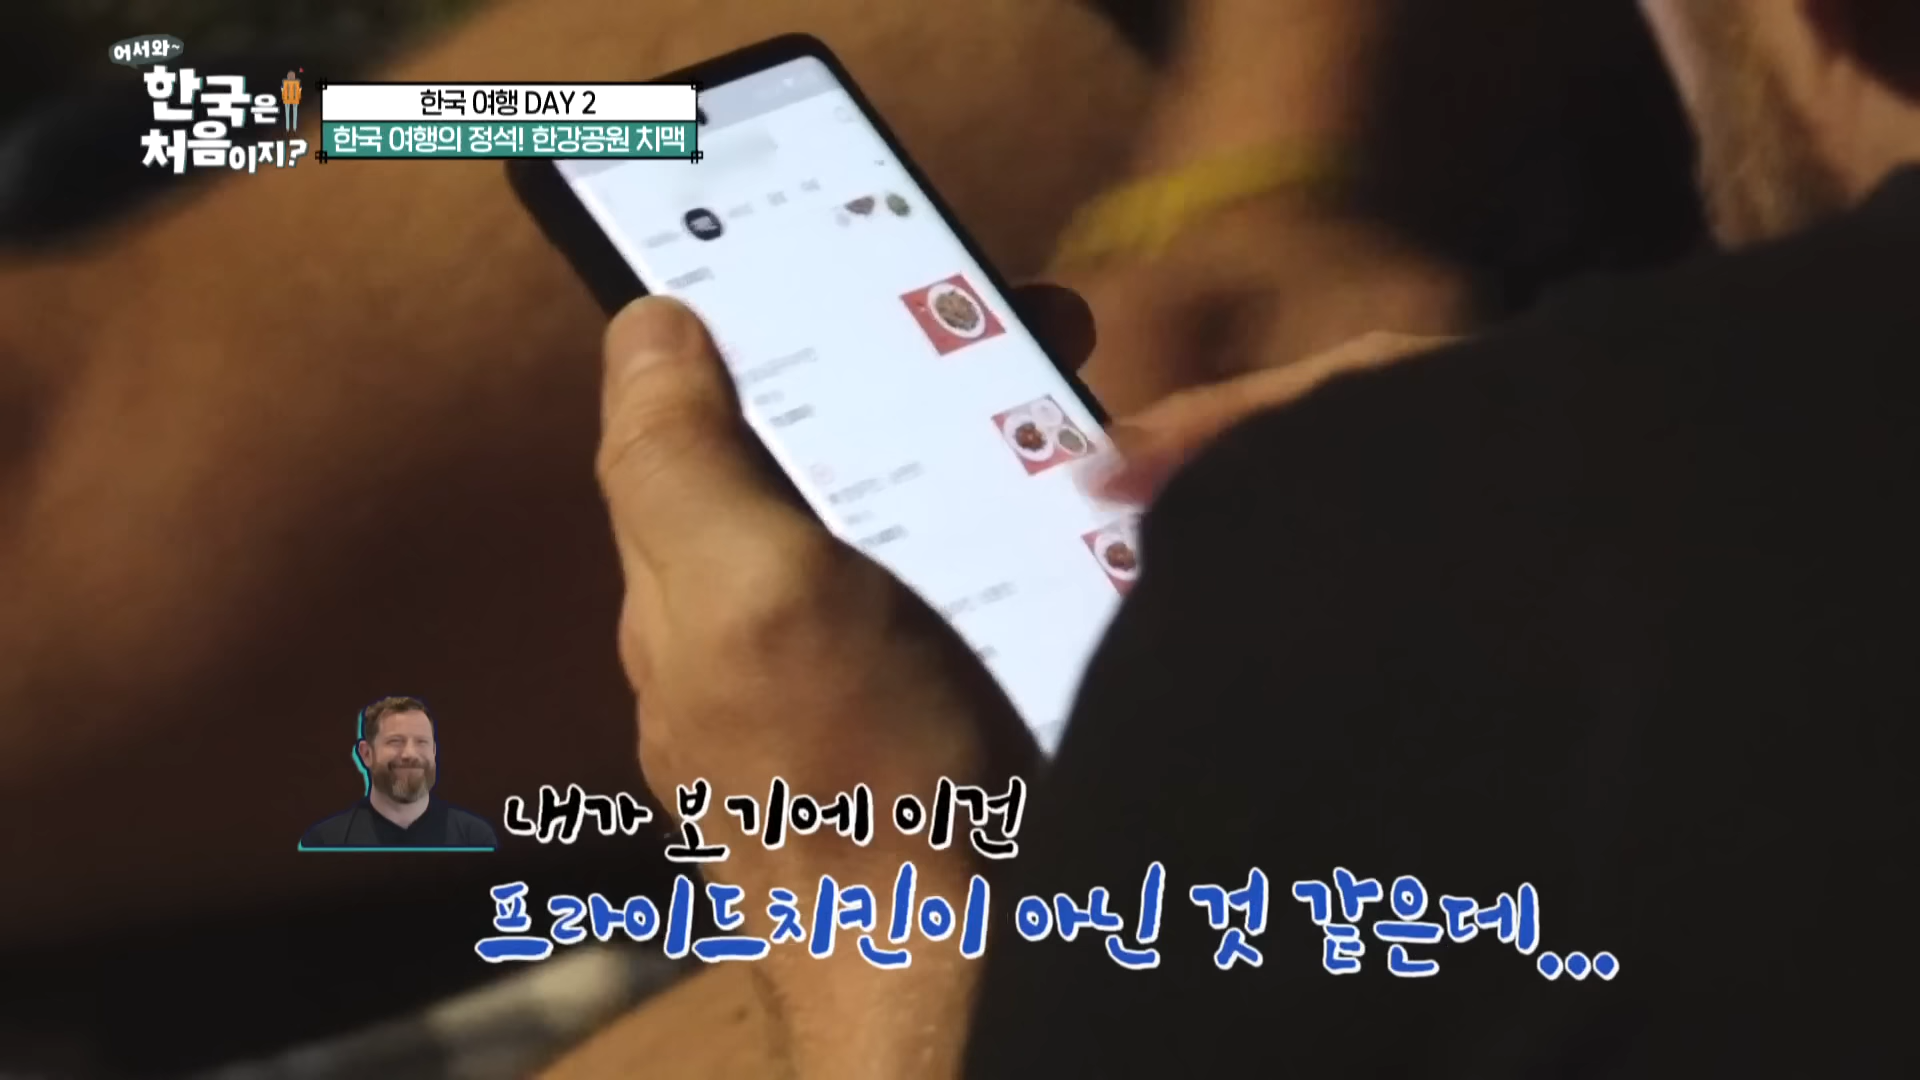 어서와~
한국은
처음이지?
한국 여행 DAY 2
한국 여행의 정석! 한강공원 치맥
내가 보기에 이건
프라이드치킨이 아닌 것 같은데...